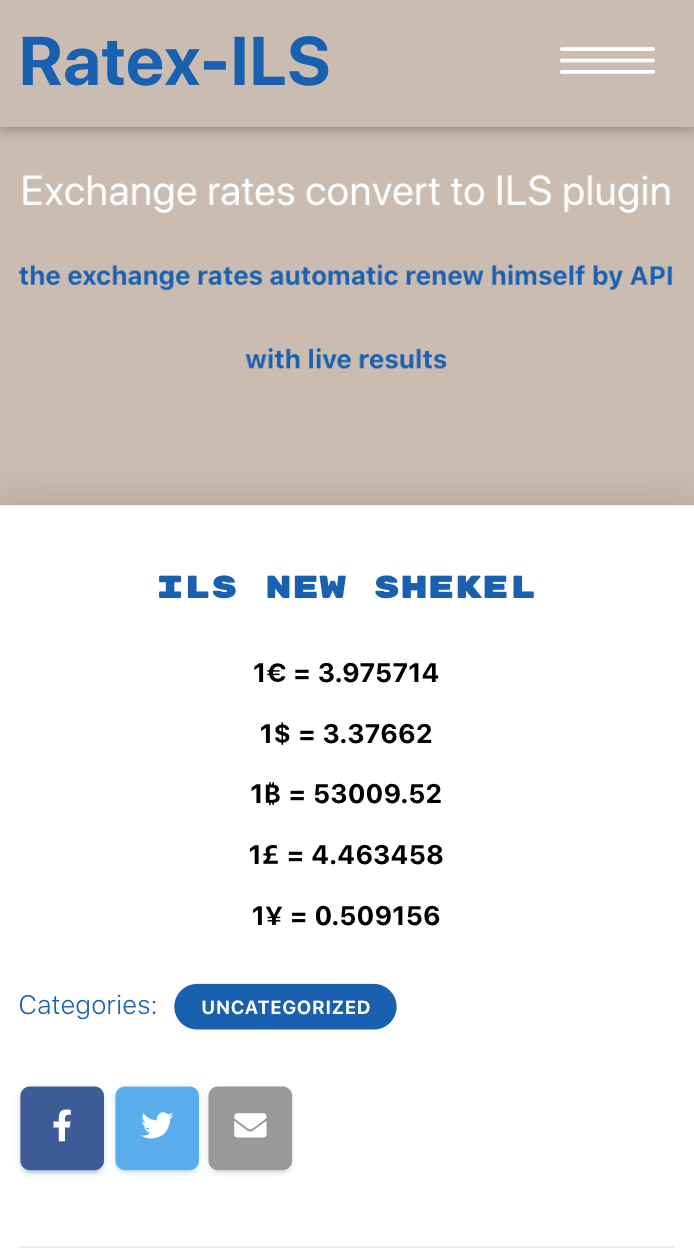 Ratex-ILS
Exchange rates convert to ILS plugin
the exchange rates automatic renew himself by API
with live results
ILS NEW SHEKEL
1€ = 3.975714
1$ = 3.37662
1฿ = 53009.52
1£ = 4.463458
1¥ = 0.509156
Categories: UNCATEGORIZED